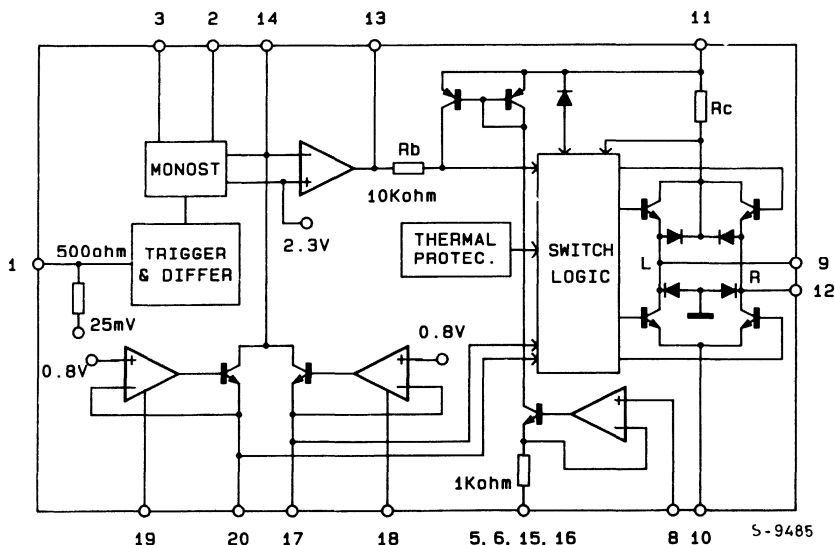 3 2 14 13 11
Rc
Rb
MONOST
10Kohm
2.3V
1 500ohm TRIGGER & DIFFER
THERMAL PROTEC.
SWITCH LOGIC
L R 9
12
25mV
0.8V 0.8V
- +
+ -
+ -
+ -
1Kohm
19 20 17 18 5, 6, 15, 16 8 10
S-9485